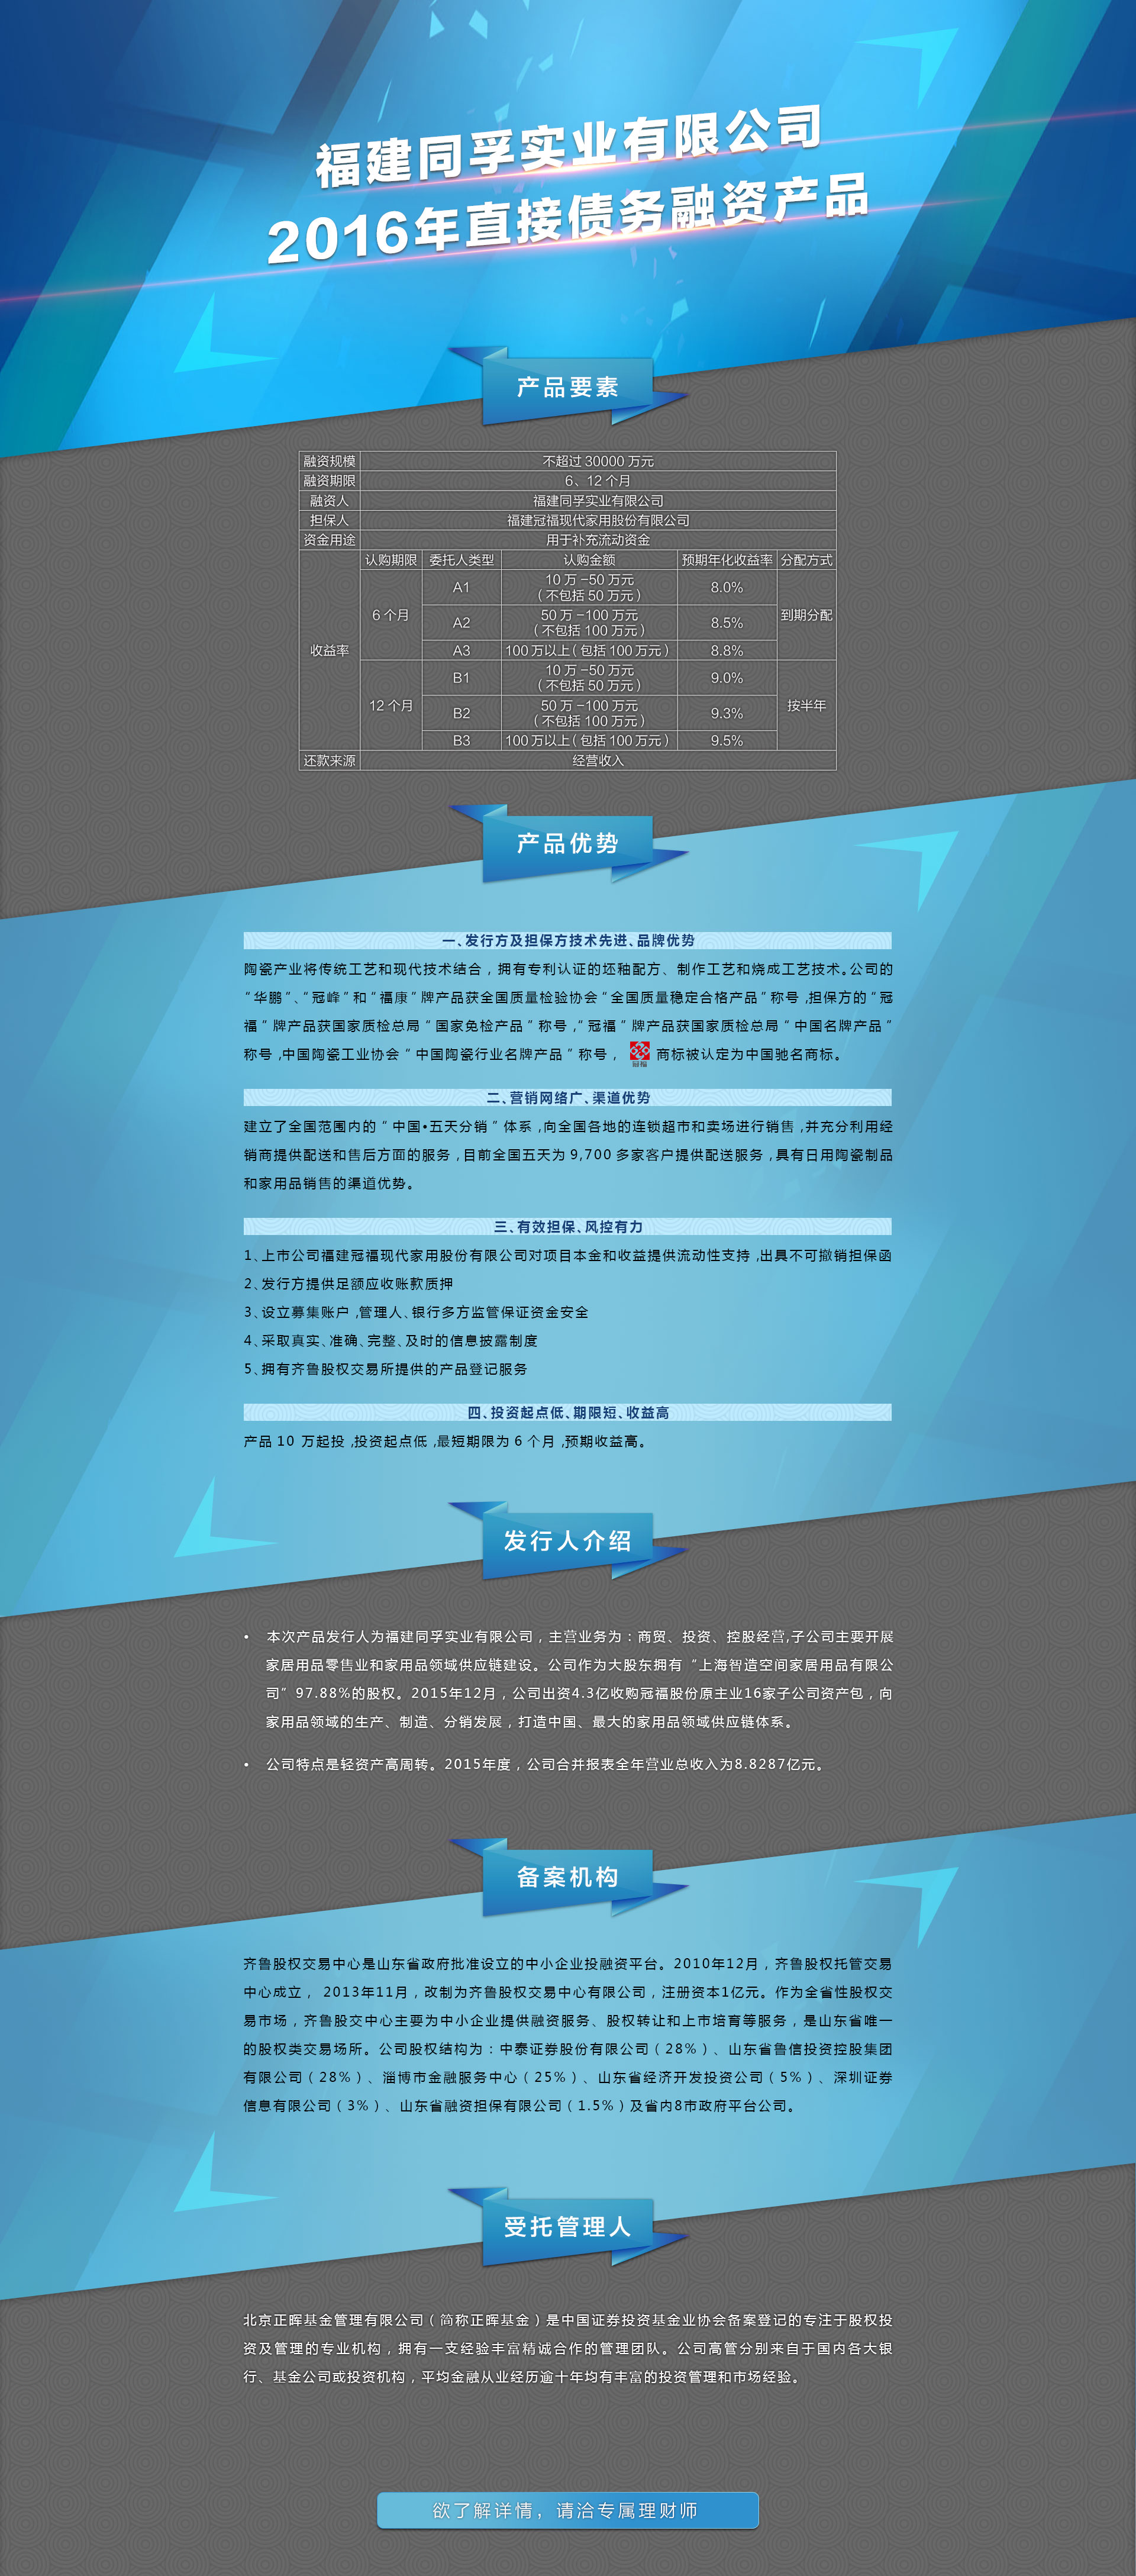 福建同孚实业有限公司
2016年直接债务融资产品
产品要素
融资规模 不超过 30000 万元
融资期限 6、12 个月
融资人 福建同孚实业有限公司
担保人 福建冠福现代家用股份有限公司
资金用途 用于补充流动资金
收益率 认购期限 委托人类型 认购金额 预期年化收益率 分配方式
6 个月 A1 10 万 –50 万元 (不包括 50 万元) 8.0% 到期分配
A2 50 万 –100 万元 (不包括 100 万元) 8.5%
A3 100 万以上(包括 100 万元) 8.8%
12 个月 B1 10 万 –50 万元 (不包括 50 万元) 9.0% 按半年
B2 50 万 –100 万元 (不包括 100 万元) 9.3%
B3 100 万以上(包括 100 万元) 9.5%
还款来源 经营收入
产品优势
一、发行方及担保方技术先进、品牌优势
陶瓷产业将传统工艺和现代技术结合，拥有专利认证的坯釉配方、制作工艺和烧成工艺技术。公司的
“华鹏”、“冠峰”和“福康”牌产品获全国质量检验协会“全国质量稳定合格产品”称号,担保方的“冠
福”牌产品获国家质检总局“国家免检产品”称号,“冠福”牌产品获国家质检总局“中国名牌产品”
称号,中国陶瓷工业协会“中国陶瓷行业名牌产品”称号， 冠福 商标被认定为中国驰名商标。
二、营销网络广、渠道优势
建立了全国范围内的“中国•五天分销”体系,向全国各地的连锁超市和卖场进行销售,并充分利用经
销商提供配送和售后方面的服务,目前全国五天为 9,700 多家客户提供配送服务,具有日用陶瓷制品
和家用品销售的渠道优势。
三、有效担保、风控有力
1、上市公司福建冠福现代家用股份有限公司对项目本金和收益提供流动性支持,出具不可撤销担保函
2、发行方提供足额应收账款质押
3、设立募集账户,管理人、银行多方监管保证资金安全
4、采取真实、准确、完整、及时的信息披露制度
5、拥有齐鲁股权交易所提供的产品登记服务
四、投资起点低、期限短、收益高
产品 10 万起投,投资起点低,最短期限为 6 个月,预期收益高。
发行人介绍
• 本次产品发行人为福建同孚实业有限公司，主营业务为：商贸、投资、控股经营,子公司主要开展
家居用品零售业和家用品领域供应链建设。公司作为大股东拥有“上海智造空间家居用品有限公
司”97.88%的股权。2015年12月，公司出资4.3亿收购冠福股份原主业16家子公司资产包，向
家用品领域的生产、制造、分销发展，打造中国、最大的家用品领域供应链体系。
• 公司特点是轻资产高周转。2015年度，公司合并报表全年营业总收入为8.8287亿元。
备案机构
齐鲁股权交易中心是山东省政府批准设立的中小企业投融资平台。2010年12月，齐鲁股权托管交易
中心成立， 2013年11月，改制为齐鲁股权交易中心有限公司，注册资本1亿元。作为全省性股权交
易市场，齐鲁股交中心主要为中小企业提供融资服务、股权转让和上市培育等服务，是山东省唯一
的股权类交易场所。公司股权结构为：中泰证券股份有限公司（28%）、山东省鲁信投资控股集团
有限公司（28%）、淄博市金融服务中心（25%）、山东省经济开发投资公司（5%）、深圳证券
信息有限公司（3%）、山东省融资担保有限公司（1.5%）及省内8市政府平台公司。
受托管理人
北京正晖基金管理有限公司（简称正晖基金）是中国证券投资基金业协会备案登记的专注于股权投
资及管理的专业机构，拥有一支经验丰富精诚合作的管理团队。公司高管分别来自于国内各大银
行、基金公司或投资机构，平均金融从业经历逾十年均有丰富的投资管理和市场经验。
欲了解详情，请洽专属理财师